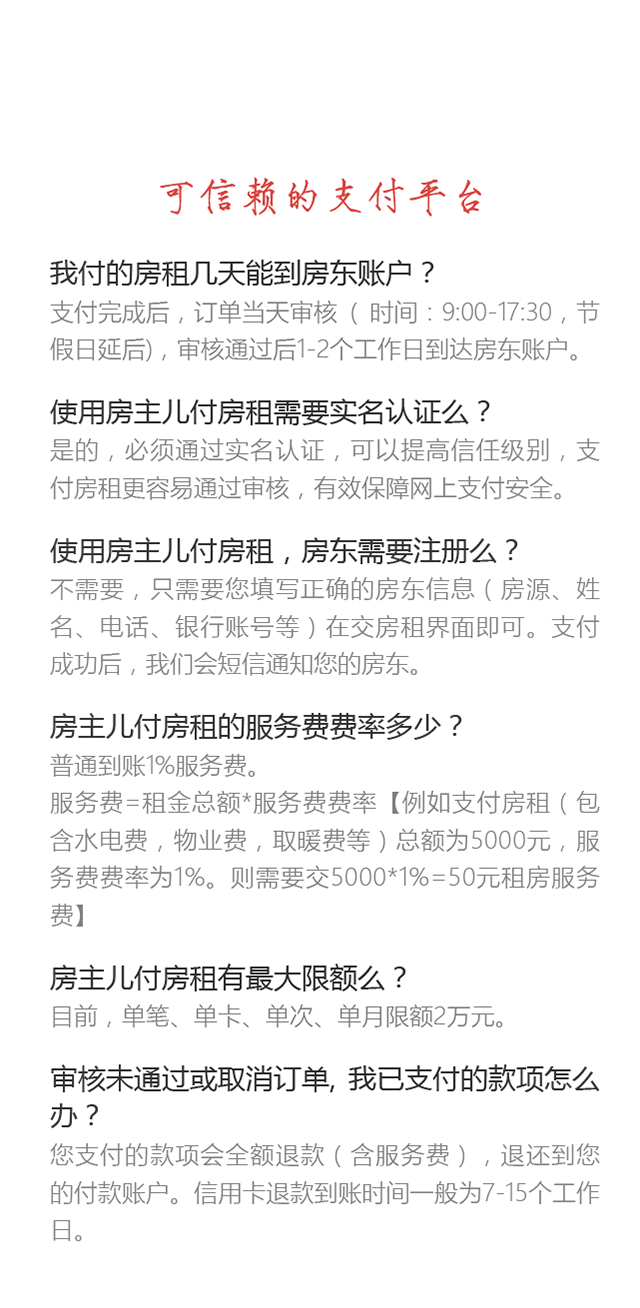 可信赖的支付平台
我付的房租几天能到房东账户？
支付完成后，订单当天审核（ 时间：9:00-17:30，节
假日延后)，审核通过后1-2个工作日到达房东账户。
使用房主儿付房租需要实名认证么？
是的，必须通过实名认证，可以提高信任级别，支
付房租更容易通过审核，有效保障网上支付安全。
使用房主儿付房租，房东需要注册么？
不需要，只需要您填写正确的房东信息（房源、姓
名、电话、银行账号等）在交房租界面即可。支付
成功后，我们会短信通知您的房东。
房主儿付房租的服务费费率多少？
普通到账1%服务费。
服务费=租金总额*服务费费率【例如支付房租（包
含水电费，物业费，取暖费等）总额为5000元，服
务费费率为1%。则需要交5000*1%=50元租房服务
费】
房主儿付房租有最大限额么？
目前，单笔、单卡、单次、单月限额2万元。
审核未通过或取消订单, 我已支付的款项怎么
办？
您支付的款项会全额退款（含服务费），退还到您
的付款账户。信用卡退款到账时间一般为7-15个工作
日。